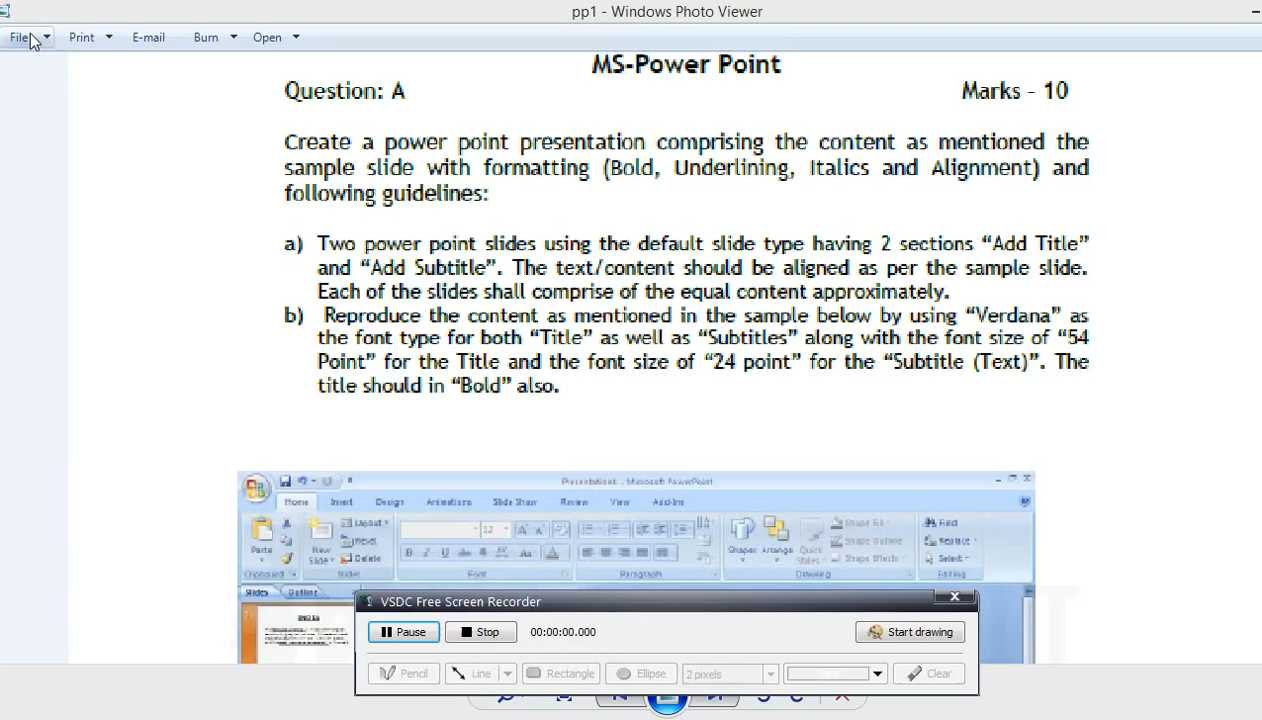 pp1 - Windows Photo Viewer
File Print E-mail Burn Open
MS-Power Point
Question: A Marks - 10
Create a power point presentation comprising the content as mentioned the
sample slide with formatting (Bold, Underlining, Italics and Alignment) and
following guidelines:
a) Two power point slides using the default slide type having 2 sections “Add Title”
and “Add Subtitle”. The text/content should be aligned as per the sample slide.
Each of the slides shall comprise of the equal content approximately.
b) Reproduce the content as mentioned in the sample below by using “Verdana” as
the font type for both “Title” as well as “Subtitles” along with the font size of “54
Point” for the Title and the font size of “24 point” for the “Subtitle (Text)”. The
title should in “Bold” also.
Presentation1 - Microsoft PowerPoint
Home Insert Design Animations Slide Show Review View Add-Ins
Layout
12
Shape Fill
Find
Paste New Slide Reset
Shapes Arrange Quick Styles Shape Outline
Replace
Delete
B I U abe S AV Aa A
Shape Effects
Select
Clipboard Slides Font Paragraph Drawing Editing
Slides Outline
VSDC Free Screen Recorder
Pause Stop 00:00:00.000 Start drawing
Pencil Line Rectangle Ellipse 2 pixels Clear